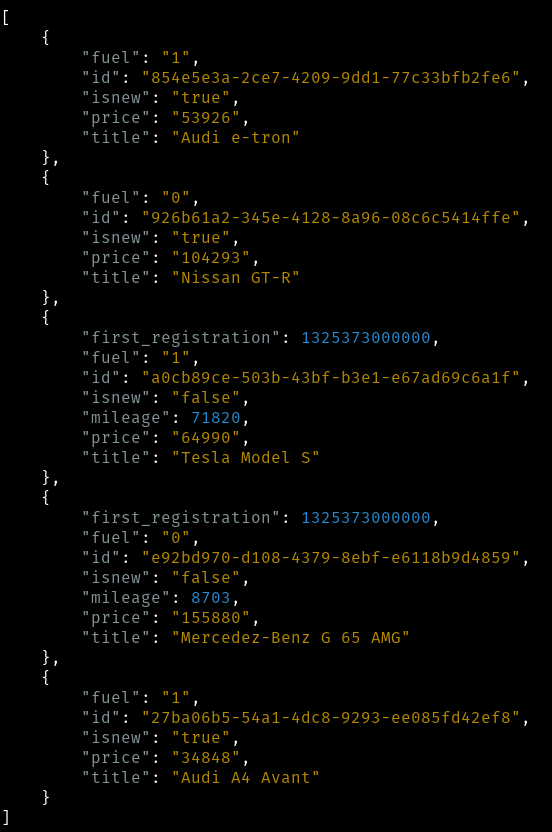 [
    {
        "fuel": "1",
        "id": "854e5e3a-2ce7-4209-9dd1-77c33bfb2fe6",
        "isnew": "true",
        "price": "53926",
        "title": "Audi e-tron"
    },
    {
        "fuel": "0",
        "id": "926b61a2-345e-4128-8a96-08c6c5414ffe",
        "isnew": "true",
        "price": "104293",
        "title": "Nissan GT-R"
    },
    {
        "first_registration": 1325373000000,
        "fuel": "1",
        "id": "a0cb89ce-503b-43bf-b3e1-e67ad69c6a1f",
        "isnew": "false",
        "mileage": 71820,
        "price": "64990",
        "title": "Tesla Model S"
    },
    {
        "first_registration": 1325373000000,
        "fuel": "0",
        "id": "e92bd970-d108-4379-8ebf-e6118b9d4859",
        "isnew": "false",
        "mileage": 8703,
        "price": "155880",
        "title": "Mercedez-Benz G 65 AMG"
    },
    {
        "fuel": "1",
        "id": "27ba06b5-54a1-4dc8-9293-ee085fd42ef8",
        "isnew": "true",
        "price": "34848",
        "title": "Audi A4 Avant"
    }
]